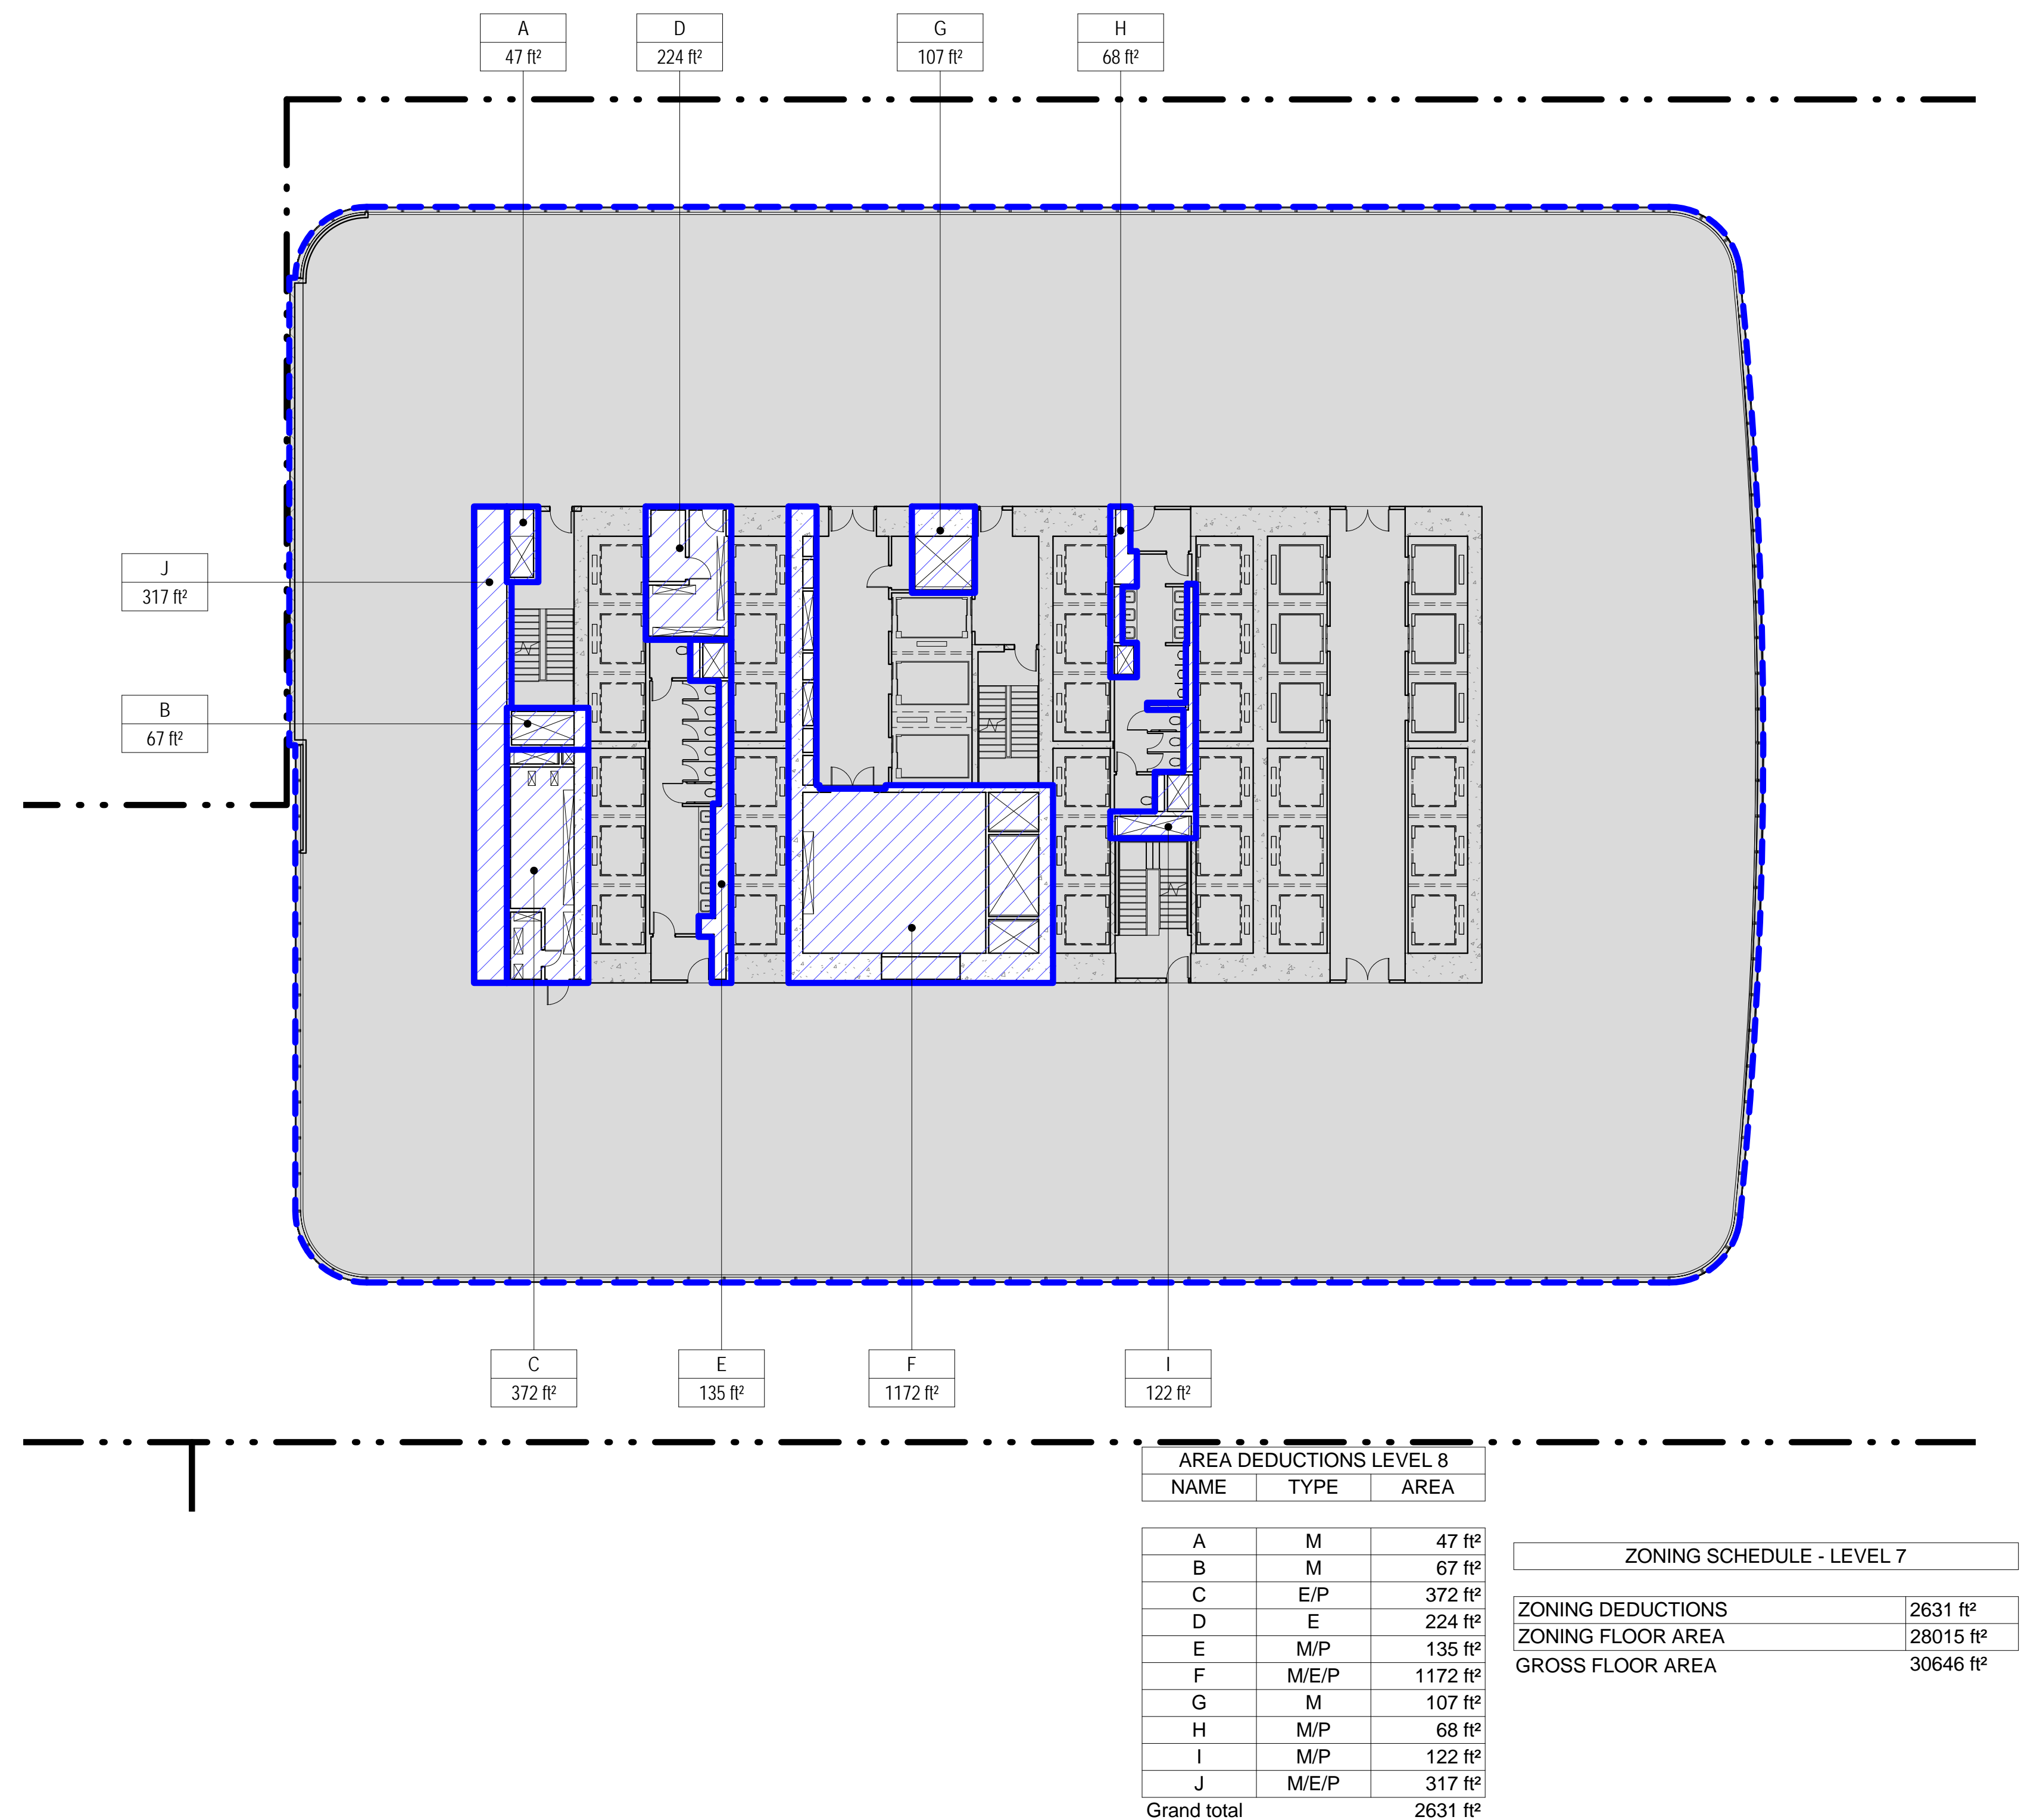 A
47 ft²
D
224 ft²
G
107 ft²
H
68 ft²
J
317 ft²
B
67 ft²
C
372 ft²
E
135 ft²
F
1172 ft²
I
122 ft²
AREA DEDUCTIONS LEVEL 8
NAME TYPE AREA
A M 47 ft²
B M 67 ft²
C E/P 372 ft²
D E 224 ft²
E M/P 135 ft²
F M/E/P 1172 ft²
G M 107 ft²
H M/P 68 ft²
I M/P 122 ft²
J M/E/P 317 ft²
Grand total 2631 ft²
ZONING SCHEDULE - LEVEL 7
ZONING DEDUCTIONS 2631 ft²
ZONING FLOOR AREA 28015 ft²
GROSS FLOOR AREA 30646 ft²